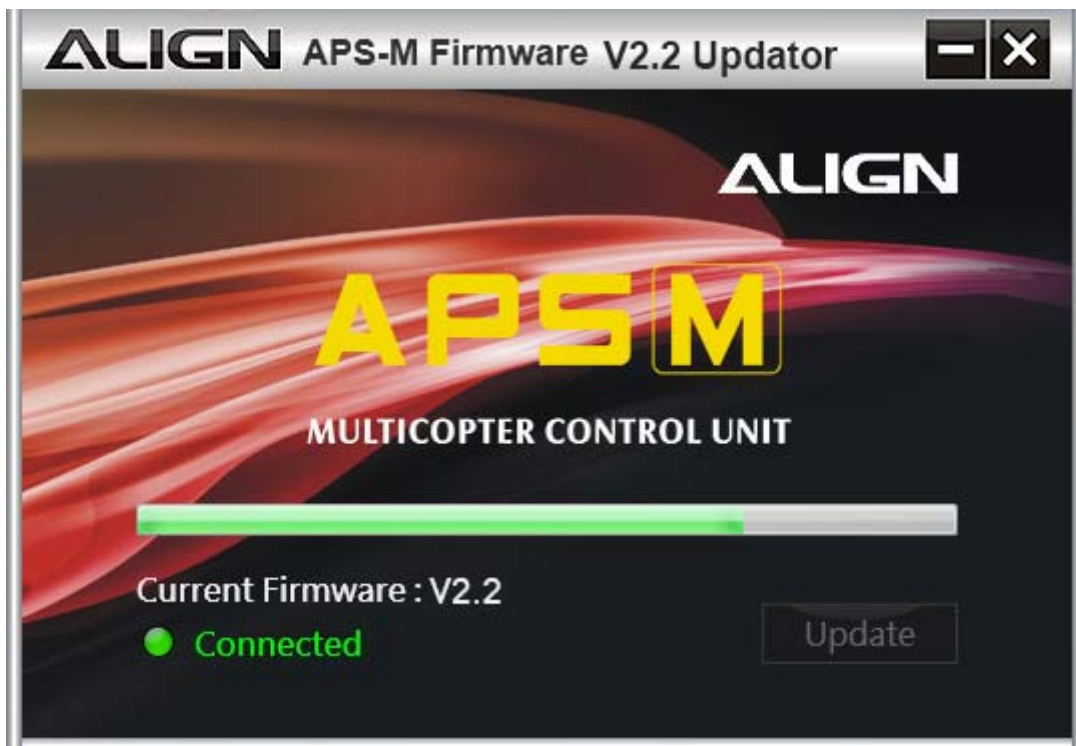 ALIGN APS-M Firmware V2.2 Updator
ALIGN
APSM
MULTICOPTER CONTROL UNIT
Current Firmware : V2.2
Connected
Update